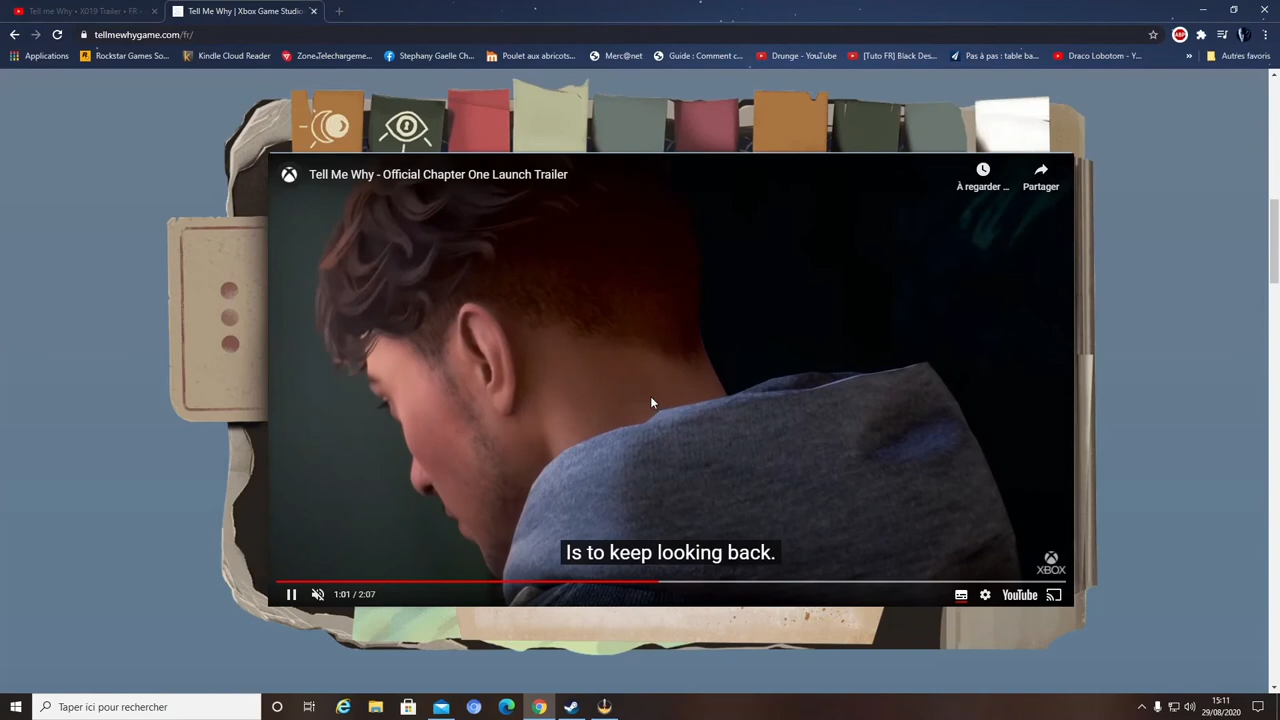 Tell me Why • X019 Trailer • FR -
Tell Me Why | Xbox Game Studio
tellmewhygame.com/fr/
ABP
Applications
Rockstar Games So...
Kindle Cloud Reader
ZoneTelechargeme...
Stephany Gaelle Ch...
Poulet aux abricots...
Merc@net
Guide : Comment c...
Drunge - YouTube
[Tuto FR] Black Des...
Pas à pas : table ba...
Draco Lobotom - Y...
»
Autres favoris
Tell Me Why - Official Chapter One Launch Trailer
À regarder ...
Partager
Is to keep looking back.
XBOX
1:01 / 2:07
YouTube
Taper ici pour rechercher
15:11
29/08/2020